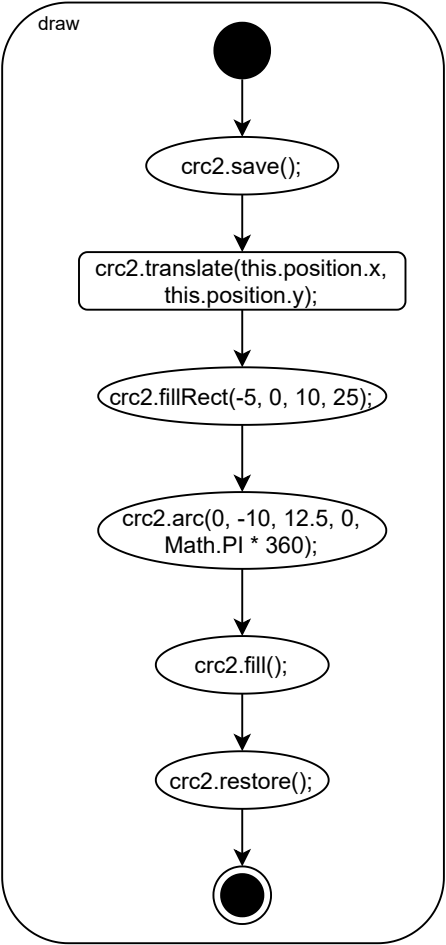 draw
crc2.save();
crc2.translate(this.position.x,
this.position.y);
crc2.fillRect(-5, 0, 10, 25);
crc2.arc(0, -10, 12.5, 0,
Math.PI * 360);
crc2.fill();
crc2.restore();